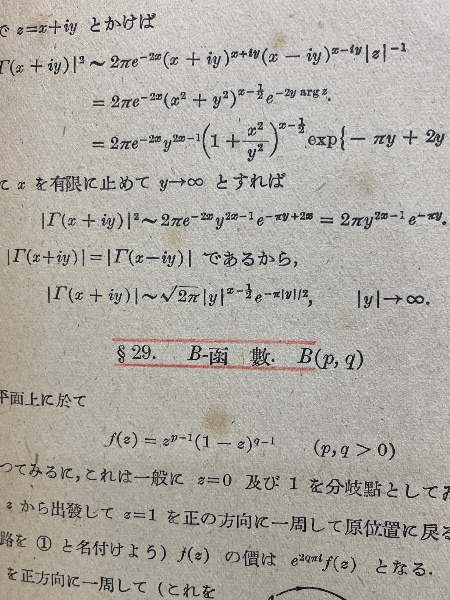 で z=x+iy とかけば
Γ(x + iy)|² ~ 2πe^{-2x}(x + iy)^{x+iy}(x − iy)^{x−iy}|z|^{-1}
= 2πe^{-2x}(x² + y²)^{x−1/2}e^{-2y arg z}.
= 2πe^{-2x}y^{2x−1}(1 + x²/y²)^{x−1/2} exp{− πy + 2y
て x を有限に止めて y→∞ とすれば
|Γ(x + iy)|² ~ 2πe^{-2x}y^{2x−1}e^{-πy+2x} = 2πy^{2x−1}e^{-πy}.
|Γ(x+iy)|=|Γ(x−iy)| であるから,
|Γ(x + iy)| ~ √2π|y|^{x−1/2}e^{-π|y|/2}, |y|→∞.
§ 29. B-函 數. B(p, q)
平面上に於て
f(z) = z^{p−1}(1 − z)^{q−1} (p, q > 0)
つてみるに, これは一般に z=0 及び 1 を分岐點として
z から出發して z=1 を正の方向に一周して原位置に戻る
路を ① と名付けよう) f(z) の價は e^{2qπi}f(z) となる.
を正方向に一周して (これを